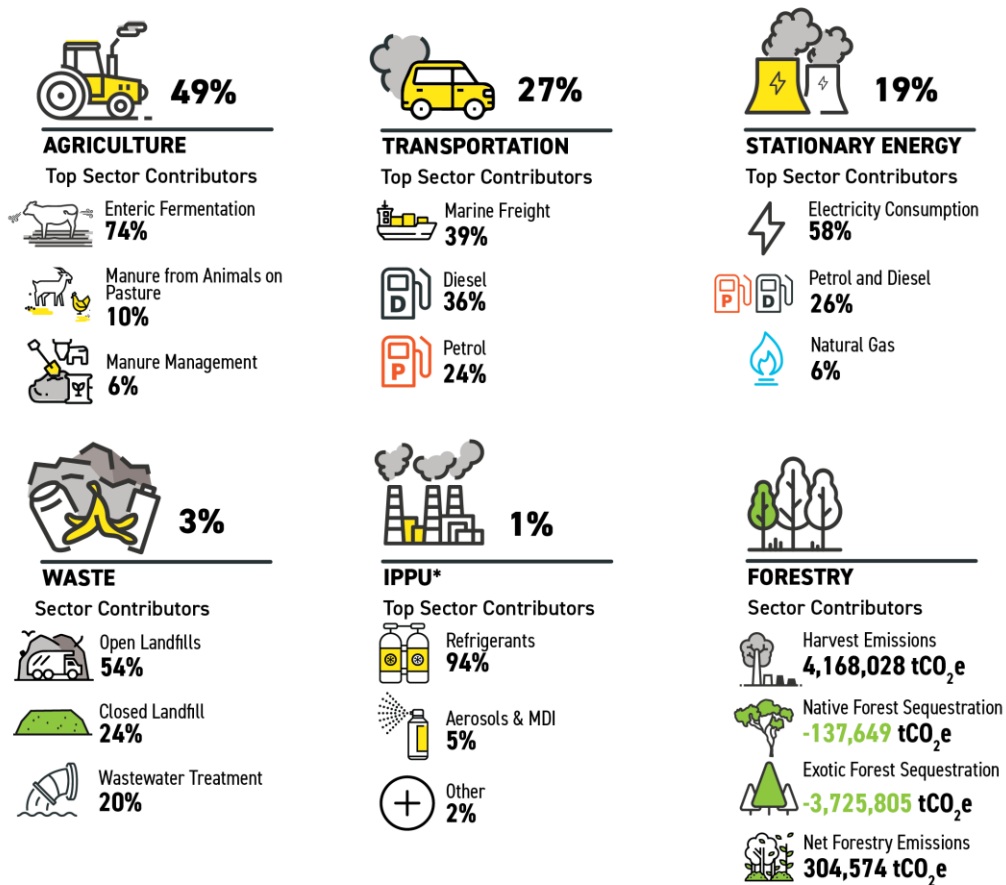 49%
AGRICULTURE
Top Sector Contributors
Enteric Fermentation
74%
Manure from Animals on
Pasture
10%
Manure Management
6%
27%
TRANSPORTATION
Top Sector Contributors
Marine Freight
39%
D
Diesel
36%
P
Petrol
24%
19%
STATIONARY ENERGY
Top Sector Contributors
Electricity Consumption
58%
P D
Petrol and Diesel
26%
Natural Gas
6%
3%
WASTE
Sector Contributors
Open Landfills
54%
Closed Landfill
24%
Wastewater Treatment
20%
1%
IPPU*
Top Sector Contributors
Refrigerants
94%
Aerosols & MDI
5%
Other
2%
FORESTRY
Sector Contributors
Harvest Emissions
4,168,028 tCO₂e
Native Forest Sequestration
-137,649 tCO₂e
Exotic Forest Sequestration
-3,725,805 tCO₂e
Net Forestry Emissions
304,574 tCO₂e